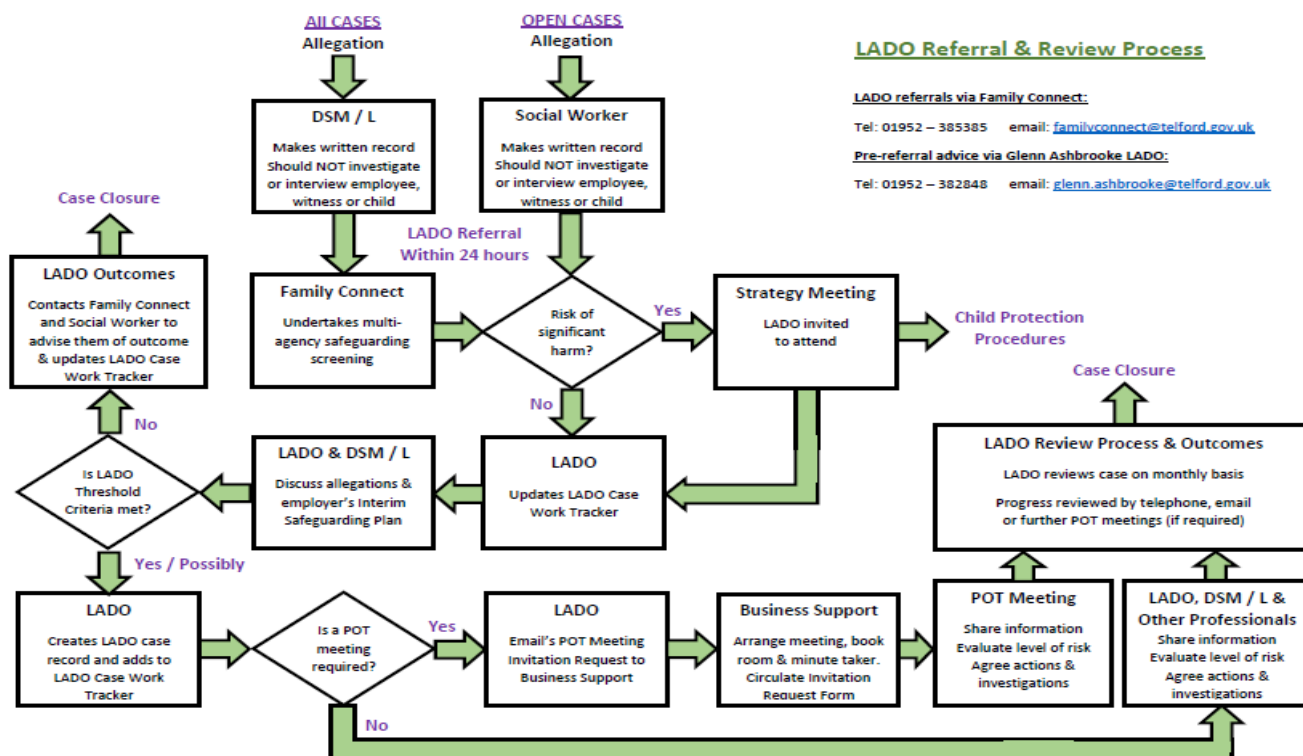 All CASES
Allegation
OPEN CASES
Allegation
LADO Referral & Review Process
LADO referrals via Family Connect:
Tel: 01952 – 385385 email: familyconnect@telford.gov.uk
Pre-referral advice via Glenn Ashbrooke LADO:
Tel: 01952 – 382848 email: glenn.ashbrooke@telford.gov.uk
DSM / L
Makes written record
Should NOT investigate
or interview employee,
witness or child
Social Worker
Makes written record
Should NOT investigate
or interview employee,
witness or child
Case Closure
LADO Referral
Within 24 hours
LADO Outcomes
Contacts Family Connect
and Social Worker to
advise them of outcome
& updates LADO Case
Work Tracker
Family Connect
Undertakes multi-
agency safeguarding
screening
Risk of
significant
harm?
Yes
Strategy Meeting
LADO invited
to attend
Child Protection
Procedures
Case Closure
No
No
Is LADO
Threshold
Criteria met?
LADO & DSM / L
Discuss allegations &
employer's Interim
Safeguarding Plan
LADO
Updates LADO Case
Work Tracker
LADO Review Process & Outcomes
LADO reviews case on monthly basis
Progress reviewed by telephone, email
or further POT meetings (if required)
Yes / Possibly
LADO
Creates LADO case
record and adds to
LADO Case Work
Tracker
Is a POT
meeting
required?
Yes
LADO
Email's POT Meeting
Invitation Request to
Business Support
Business Support
Arrange meeting, book
room & minute taker.
Circulate Invitation
Request Form
POT Meeting
Share information
Evaluate level of risk
Agree actions &
investigations
LADO, DSM / L &
Other Professionals
Share information
Evaluate level of risk
Agree actions &
investigations
No